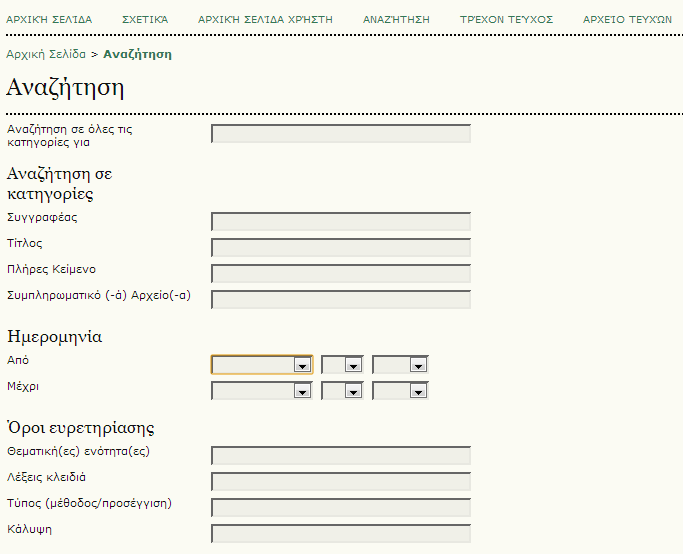 ΑΡΧΙΚΉ ΣΕΛΊΔΑ ΣΧΕΤΙΚΆ ΑΡΧΙΚΉ ΣΕΛΊΔΑ ΧΡΉΣΤΗ ΑΝΑΖΉΤΗΣΗ ΤΡΈΧΟΝ ΤΕΎΧΟΣ ΑΡΧΕΊΟ ΤΕΥΧΏΝ
Αρχική Σελίδα > Αναζήτηση
Αναζήτηση
Αναζήτηση σε όλες τις
κατηγορίες για
Αναζήτηση σε
κατηγορίες
Συγγραφέας
Τίτλος
Πλήρες Κείμενο
Συμπληρωματικό (-ά) Αρχείο(-α)
Ημερομηνία
Από
Μέχρι
Όροι ευρετηρίασης
Θεματική(ες) ενότητα(ες)
Λέξεις κλειδιά
Τύπος (μέθοδος/προσέγγιση)
Κάλυψη